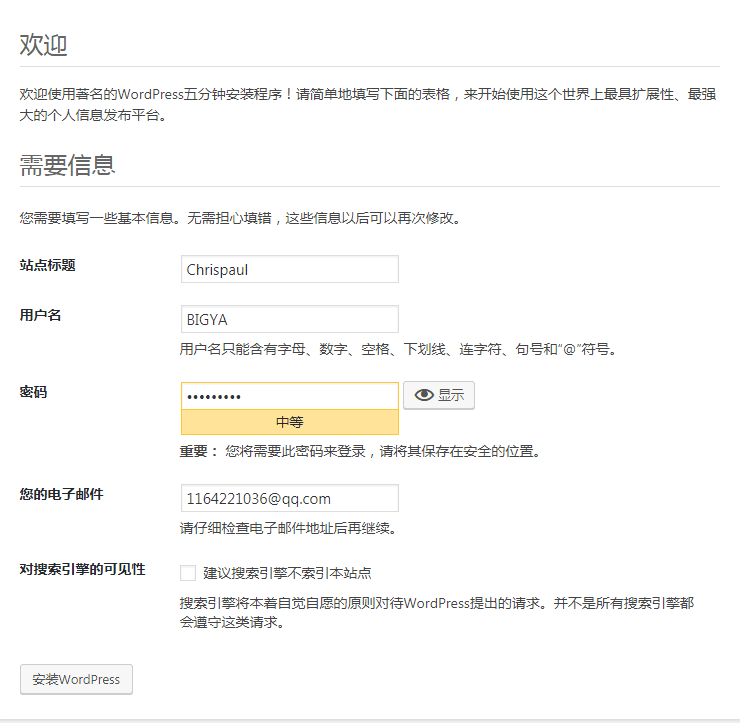 欢迎
欢迎使用著名的WordPress五分钟安装程序！请简单地填写下面的表格，来开始使用这个世界上最具扩展性、最强
大的个人信息发布平台。
需要信息
您需要填写一些基本信息。无需担心填错，这些信息以后可以再次修改。
站点标题 Chrispaul
用户名 BIGYA
用户名只能含有字母、数字、空格、下划线、连字符、句号和“@”符号。
密码 ••••••••• 显示
中等
重要： 您将需要此密码来登录，请将其保存在安全的位置。
您的电子邮件 1164221036@qq.com
请仔细检查电子邮件地址后再继续。
对搜索引擎的可见性 建议搜索引擎不索引本站点
搜索引擎将本着自觉自愿的原则对待WordPress提出的请求。并不是所有搜索引擎都
会遵守这类请求。
安装WordPress